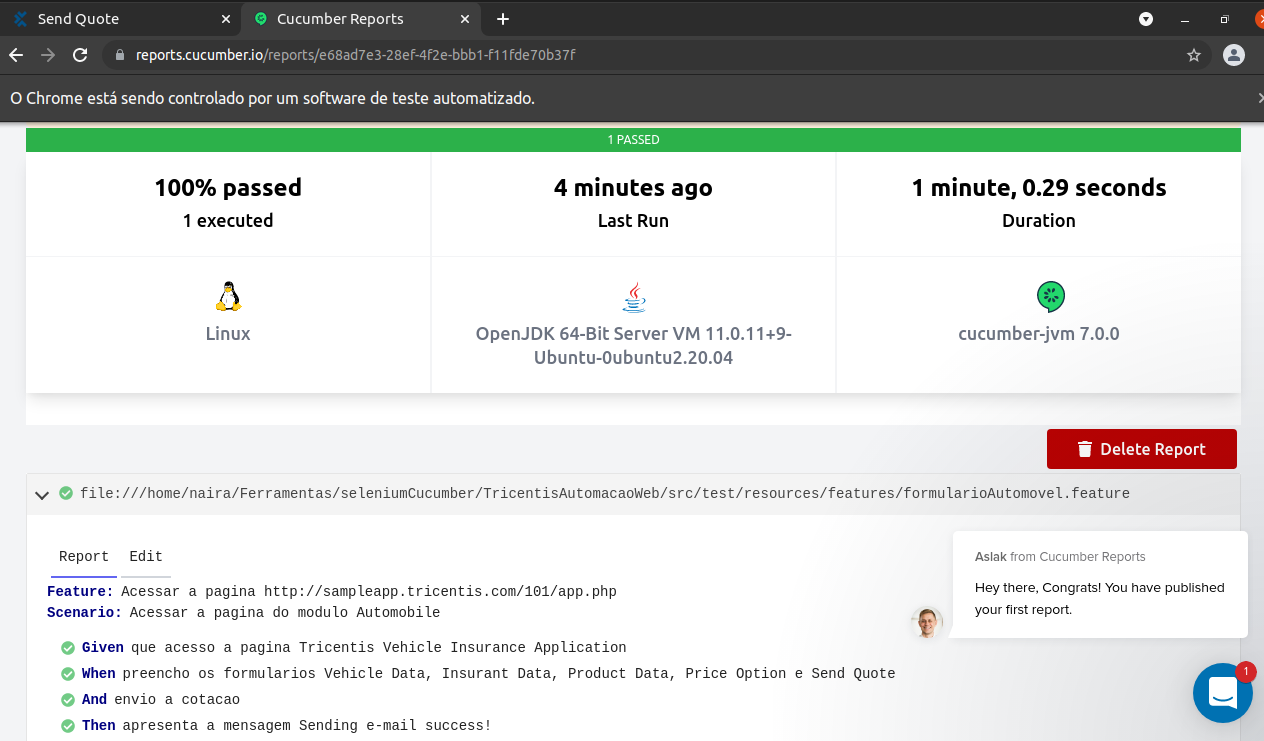 Send Quote
Cucumber Reports
reports.cucumber.io/reports/e68ad7e3-28ef-4f2e-bbb1-f11fde70b37f
O Chrome está sendo controlado por um software de teste automatizado.
1 PASSED
100% passed
1 executed
4 minutes ago
Last Run
1 minute, 0.29 seconds
Duration
Linux
OpenJDK 64-Bit Server VM 11.0.11+9-
Ubuntu-0ubuntu2.20.04
cucumber-jvm 7.0.0
Delete Report
file:///home/naira/Ferramentas/seleniumCucumber/TricentisAutomacaoWeb/src/test/resources/features/formularioAutomovel.feature
Report Edit
Feature: Acessar a pagina http://sampleapp.tricentis.com/101/app.php
Scenario: Acessar a pagina do modulo Automobile
Given que acesso a pagina Tricentis Vehicle Insurance Application
When preencho os formularios Vehicle Data, Insurant Data, Product Data, Price Option e Send Quote
And envio a cotacao
Then apresenta a mensagem Sending e-mail success!
Aslak from Cucumber Reports
Hey there, Congrats! You have published
your first report.
1